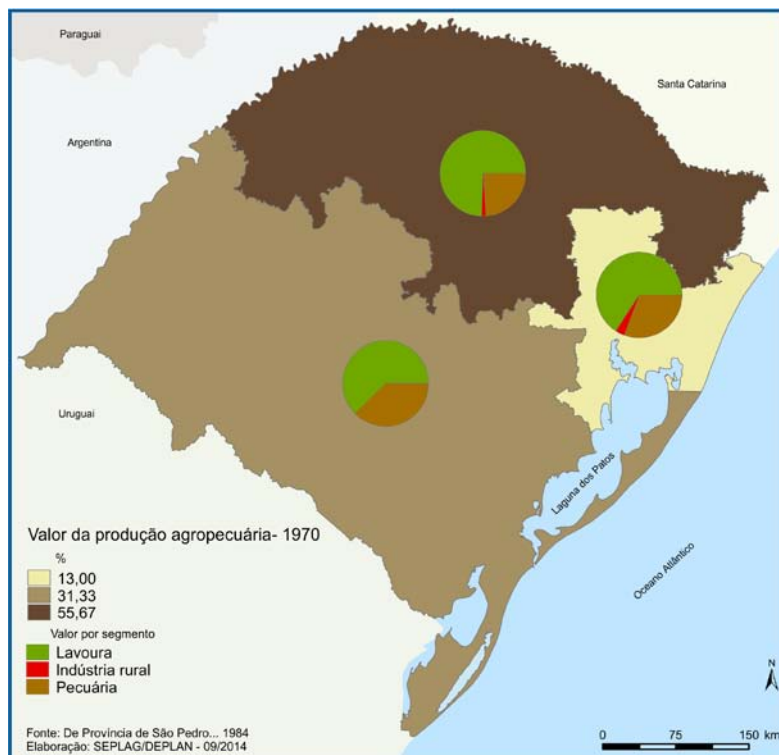 Paraguai
Santa Catarina
Argentina
Uruguai
Laguna dos Patos
Oceano Atlântico
Valor da produção agropecuária- 1970
%
13,00
31,33
55,67
Valor por segmento
Lavoura
Indústria rural
Pecuária
Fonte: De Província de São Pedro... 1984
Elaboração: SEPLAG/DEPLAN - 09/2014
N
0 75 150 km